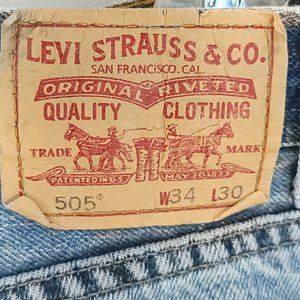 LEVI STRAUSS & CO.
SAN FRANCISCO, CAL.
ORIGINAL RIVETED
QUALITY CLOTHING
TRADE MARK
PATENTED IN U.S. MAY 20 1873
505® W34 L30